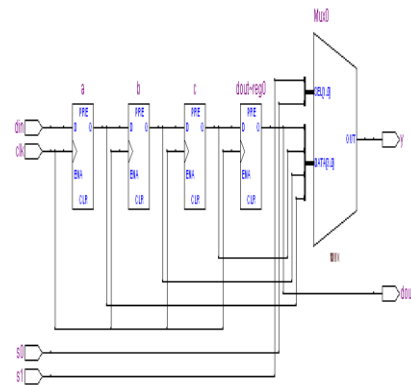 Mux0
a b c dout~reg0
PRE PRE PRE PRE
SEL[1..0]
din D Q D Q D Q D Q
OUT y
clk
DATA[3..0]
ENA ENA ENA ENA
CLR CLR CLR CLR
mux
dou
s0
s1